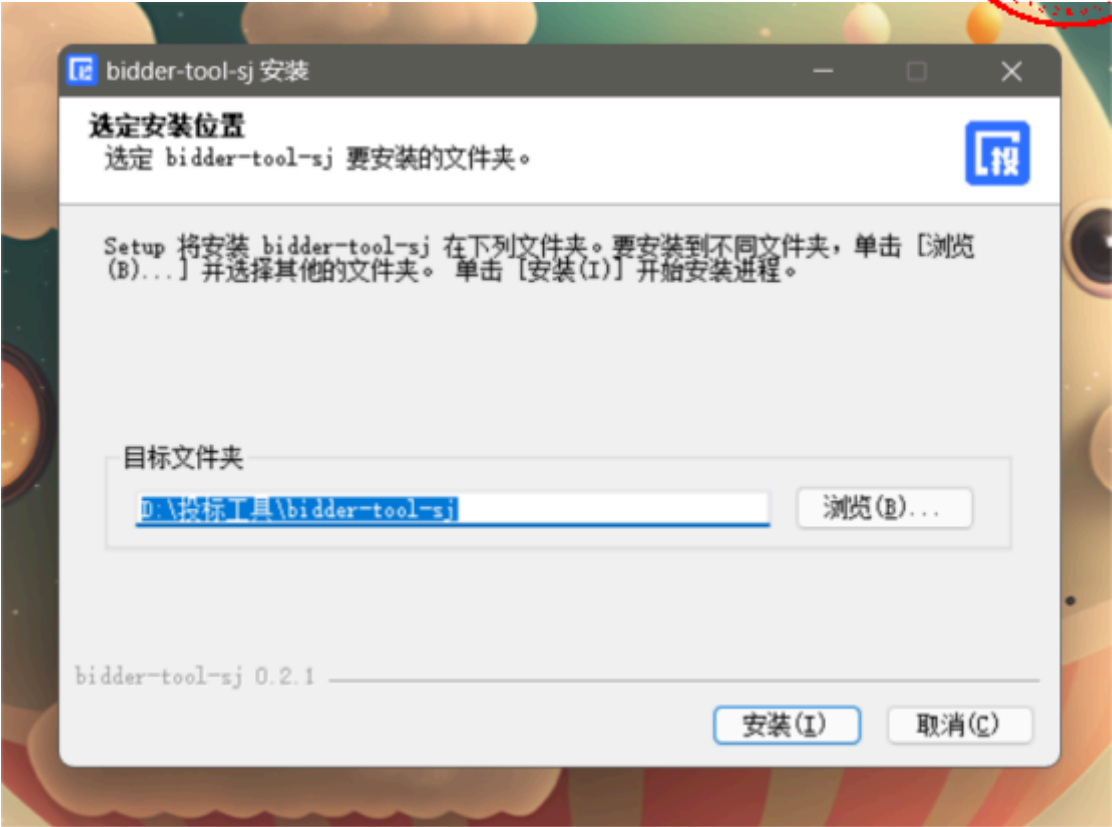 bidder-tool-sj 安装
选定安装位置
选定 bidder-tool-sj 要安装的文件夹。
投
Setup 将安装 bidder-tool-sj 在下列文件夹。要安装到不同文件夹，单击 [浏览
(B)...] 并选择其他的文件夹。 单击 [安装(I)] 开始安装进程。
目标文件夹
D:\投标工具\bidder-tool-sj
浏览(B)...
bidder-tool-sj 0.2.1
安装(I)
取消(C)